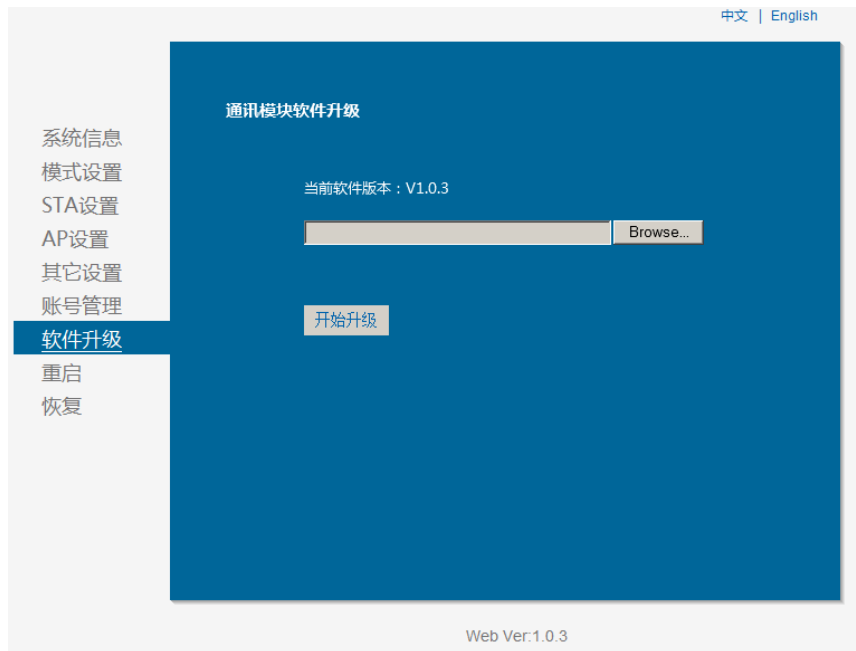 中文 | English
通讯模块软件升级
系统信息
模式设置
STA设置
AP设置
其它设置
账号管理
软件升级
重启
恢复
当前软件版本：V1.0.3
Browse...
开始升级
Web Ver:1.0.3